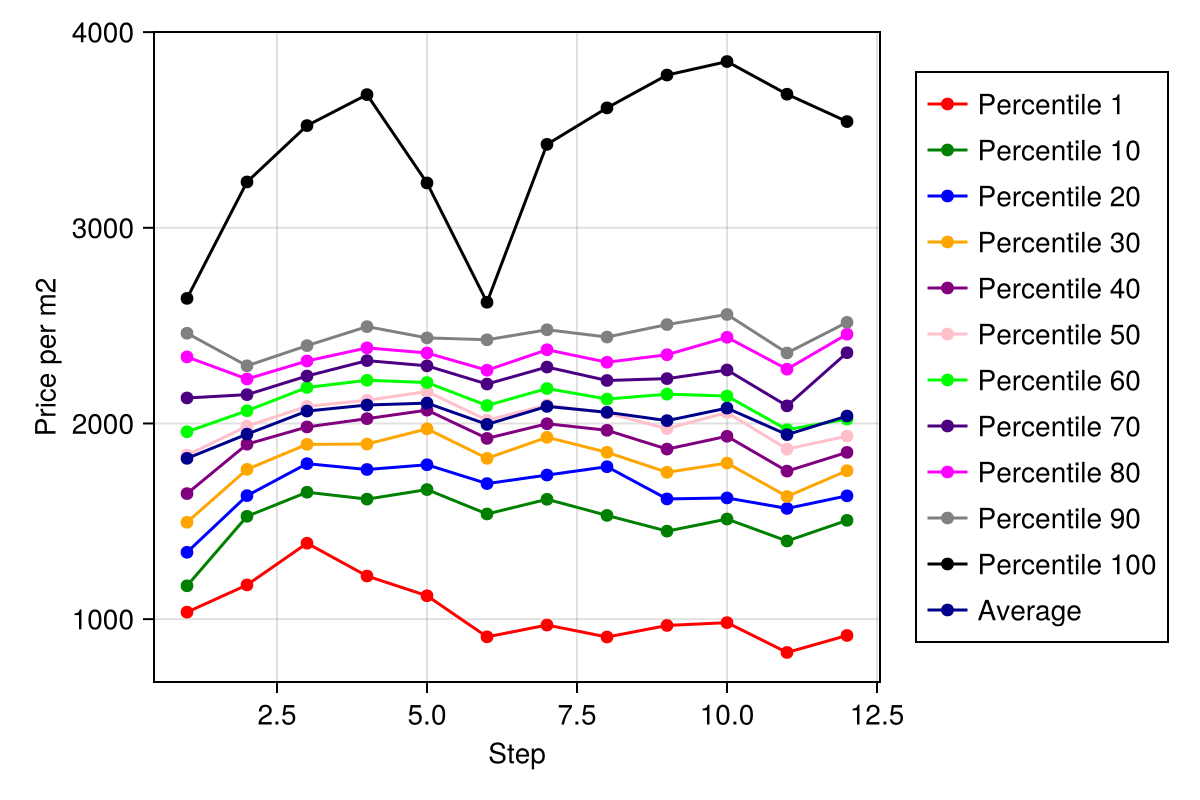 4000
3000
2000
1000
Price per m2
2.5
5.0
7.5
10.0
12.5
Step
Percentile 1
Percentile 10
Percentile 20
Percentile 30
Percentile 40
Percentile 50
Percentile 60
Percentile 70
Percentile 80
Percentile 90
Percentile 100
Average